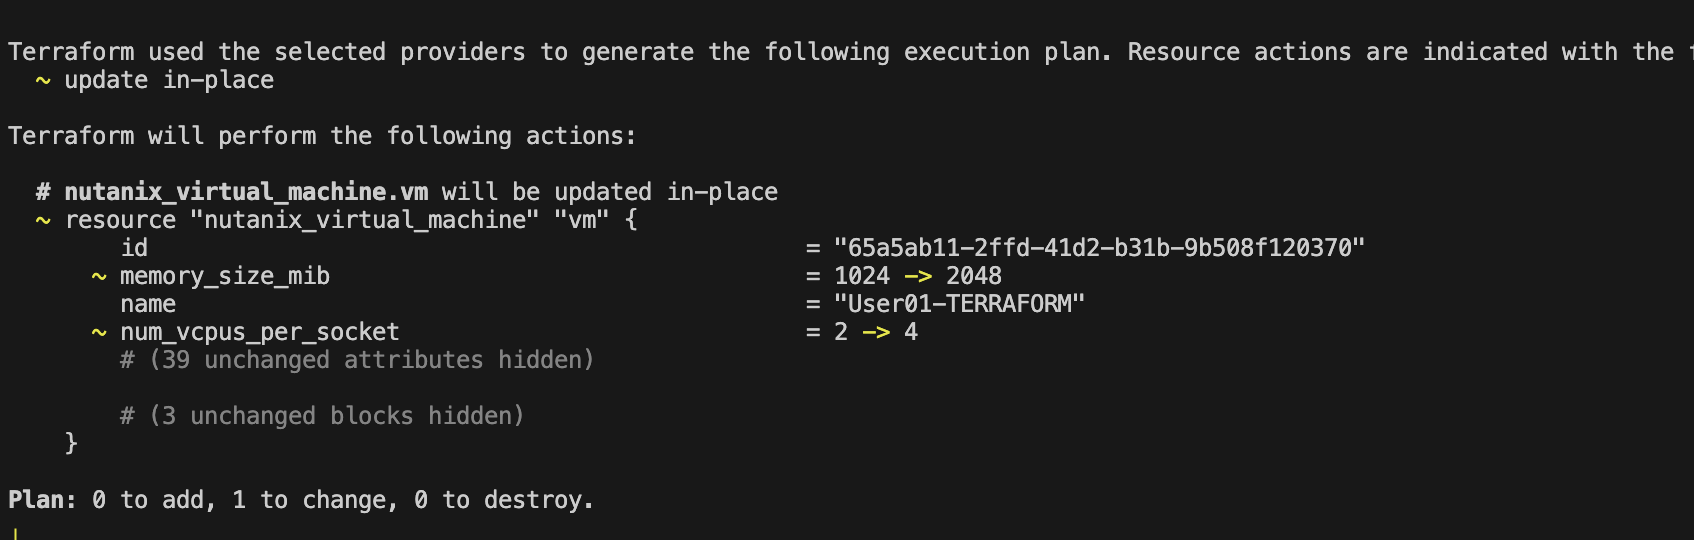 Terraform used the selected providers to generate the following execution plan. Resource actions are indicated with the
~ update in-place
Terraform will perform the following actions:
# nutanix_virtual_machine.vm will be updated in-place
~ resource "nutanix_virtual_machine" "vm" {
id = "65a5ab11-2ffd-41d2-b31b-9b508f120370"
~ memory_size_mib = 1024 -> 2048
name = "User01-TERRAFORM"
~ num_vcpus_per_socket = 2 -> 4
# (39 unchanged attributes hidden)
# (3 unchanged blocks hidden)
}
Plan: 0 to add, 1 to change, 0 to destroy.